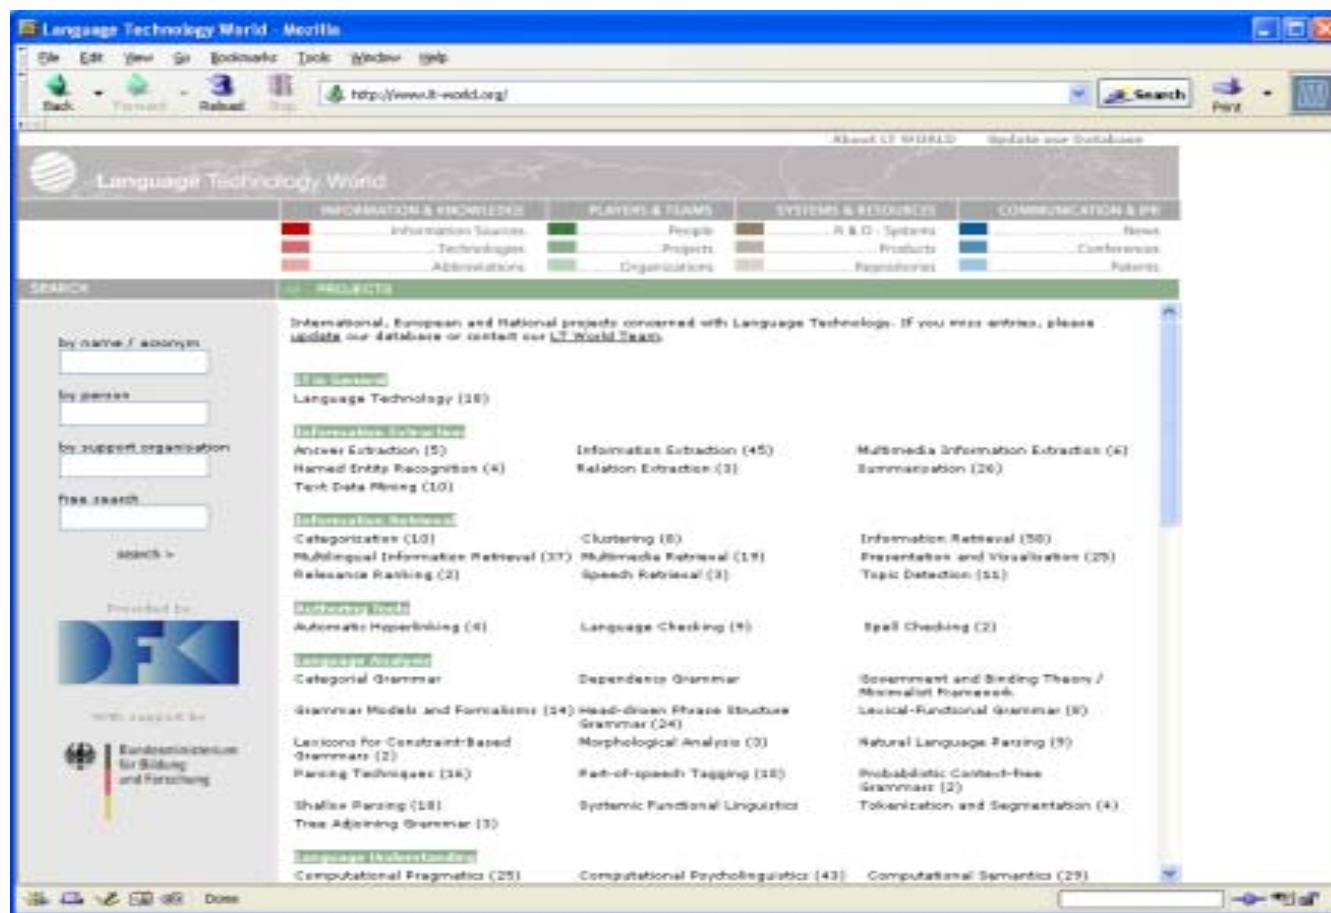 Language Technology World - Mozilla
File Edit View Go Bookmarks Tools Window Help
Back Forward Reload Stop http://www.lt-world.org/ Search Print
About LT WORLD Update our Database
Language Technology World
INFORMATION & KNOWLEDGE PLAYERS & TEAMS SYSTEMS & RESOURCES COMMUNICATION & IPR
Information Sources People R & D - Systems News
Technologies Projects Products Conferences
Abbreviations Organizations Repositories Patents
SEARCH PROJECTS
International, European and National projects concerned with Language Technology. If you miss entries, please
update our database or contact our LT World Team.
by name / acronym
by person
by support organisation
free search
search >
Provided by
DFK
With support by
Bundesministerium
für Bildung
und Forschung
LT in General
Language Technology (18)
Information Extraction
Answer Extraction (5) Information Extraction (45) Multimedia Information Extraction (6)
Named Entity Recognition (4) Relation Extraction (3) Summarisation (26)
Text Data Mining (10)
Information Retrieval
Categorization (10) Clustering (8) Information Retrieval (58)
Multilingual Information Retrieval (37) Multimedia Retrieval (19) Presentation and Visualisation (25)
Relevance Ranking (2) Speech Retrieval (3) Topic Detection (11)
Authoring Tools
Automatic Hyperlinking (4) Language Checking (9) Spell Checking (2)
Language Analysis
Categorial Grammar Dependency Grammar Government and Binding Theory /
Minimalist Framework
Grammar Models and Formalisms (14) Head-driven Phrase Structure Lexical-Functional Grammar (8)
Grammar (24)
Lexicons for Constraint-Based Morphological Analysis (3) Natural Language Parsing (9)
Grammars (2)
Parsing Techniques (16) Part-of-speech Tagging (10) Probabilistic Context-free
Grammars (2)
Shallow Parsing (18) Systemic Functional Linguistics Tokenization and Segmentation (4)
Tree Adjoining Grammar (3)
Language Understanding
Computational Pragmatics (25) Computational Psycholinguistics (43) Computational Semantics (29)
Done